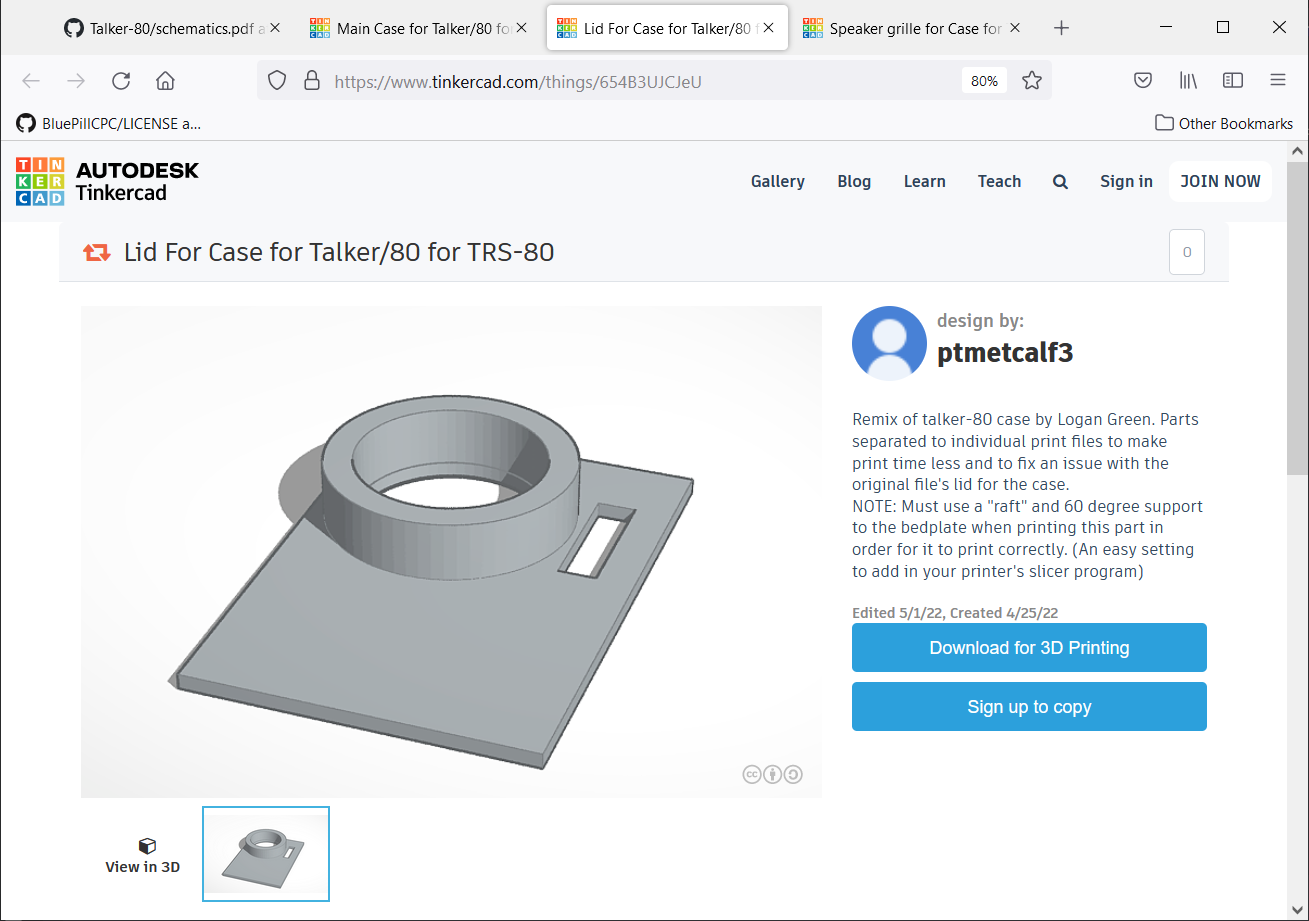 Talker-80/schematics.pdf a
Main Case for Talker/80 fo
Lid For Case for Talker/80 f
Speaker grille for Case for
https://www.tinkercad.com/things/654B3UJCJeU
80%
BluePillCPC/LICENSE a...
Other Bookmarks
TIN
KER
CAD
AUTODESK
Tinkercad
Gallery
Blog
Learn
Teach
Sign in
JOIN NOW
Lid For Case for Talker/80 for TRS-80
0
design by:
ptmetcalf3
Remix of talker-80 case by Logan Green. Parts
separated to individual print files to make
print time less and to fix an issue with the
original file's lid for the case.
NOTE: Must use a "raft" and 60 degree support
to the bedplate when printing this part in
order for it to print correctly. (An easy setting
to add in your printer's slicer program)
Edited 5/1/22, Created 4/25/22
Download for 3D Printing
Sign up to copy
cc
View in 3D